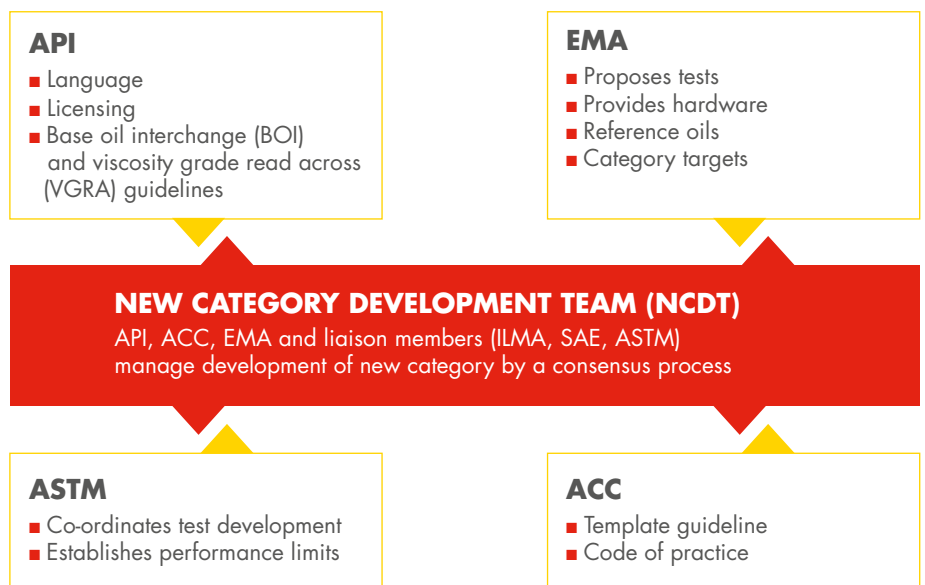 API
Language
Licensing
Base oil interchange (BOI)
and viscosity grade read across
(VGRA) guidelines
EMA
Proposes tests
Provides hardware
Reference oils
Category targets
NEW CATEGORY DEVELOPMENT TEAM (NCDT)
API, ACC, EMA and liaison members (ILMA, SAE, ASTM)
manage development of new category by a consensus process
ASTM
Co-ordinates test development
Establishes performance limits
ACC
Template guideline
Code of practice